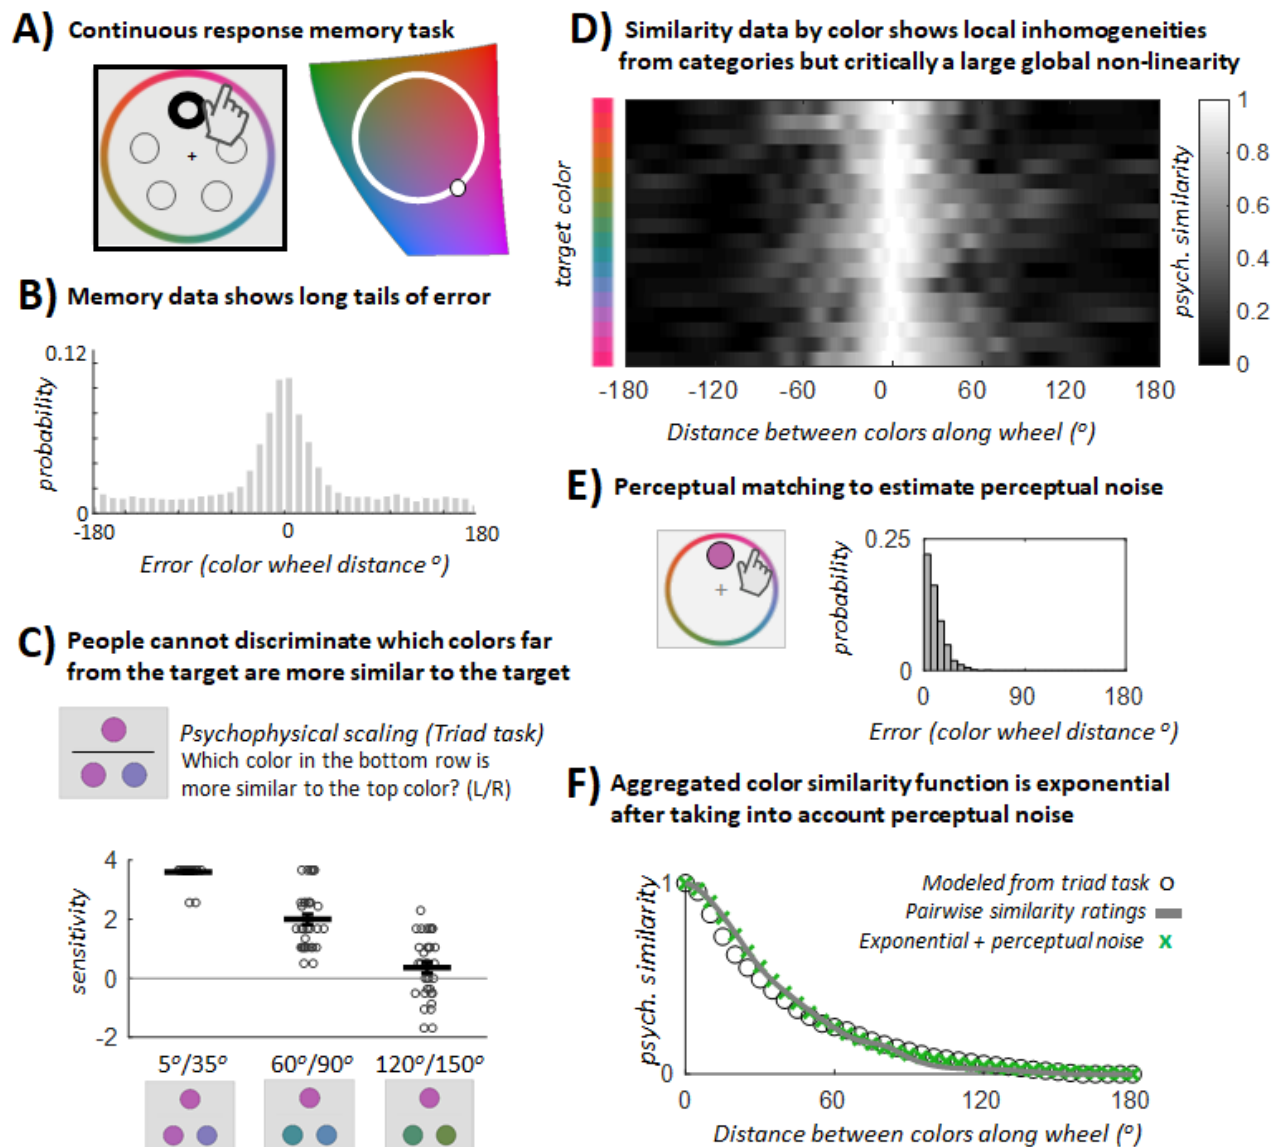 A) Continuous response memory task
B) Memory data shows long tails of error
0.12
probability
0
-180
0
180
Error (color wheel distance °)
C) People cannot discriminate which colors far
from the target are more similar to the target
Psychophysical scaling (Triad task)
Which color in the bottom row is
more similar to the top color? (L/R)
4
2
0
-2
sensitivity
5°/35°
60°/90°
120°/150°
D) Similarity data by color shows local inhomogeneities
from categories but critically a large global non-linearity
target color
-180
-120
-60
0
60
120
180
Distance between colors along wheel (°)
psych. similarity
1
0.8
0.6
0.4
0.2
0
E) Perceptual matching to estimate perceptual noise
0.25
probability
0
0
90
180
Error (color wheel distance °)
F) Aggregated color similarity function is exponential
after taking into account perceptual noise
Modeled from triad task
Pairwise similarity ratings
Exponential + perceptual noise
1
psych. similarity
0
0
60
120
180
Distance between colors along wheel (°)